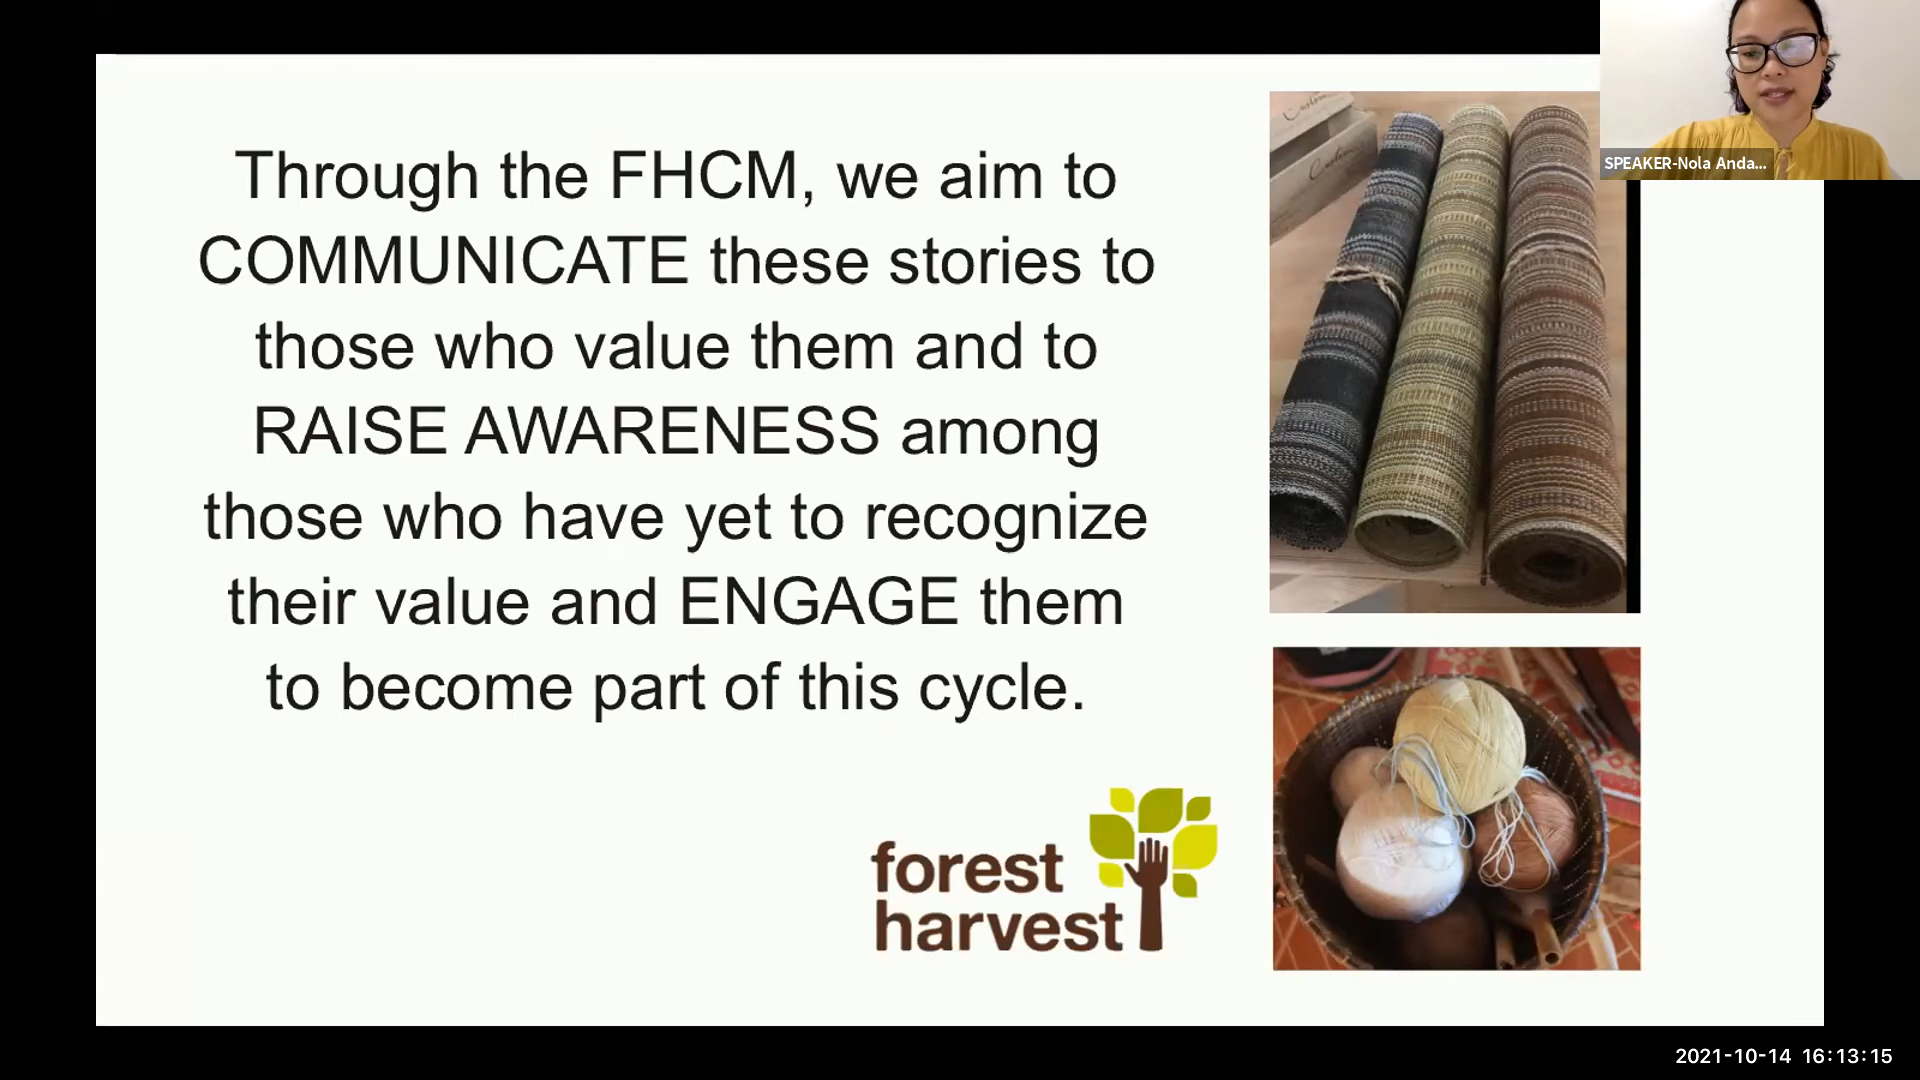 Through the FHCM, we aim to
COMMUNICATE these stories to
those who value them and to
RAISE AWARENESS among
those who have yet to recognize
their value and ENGAGE them
to become part of this cycle.
forest
harvest
Custom
SPEAKER-Nola Anda...
2021-10-14 16:13:15